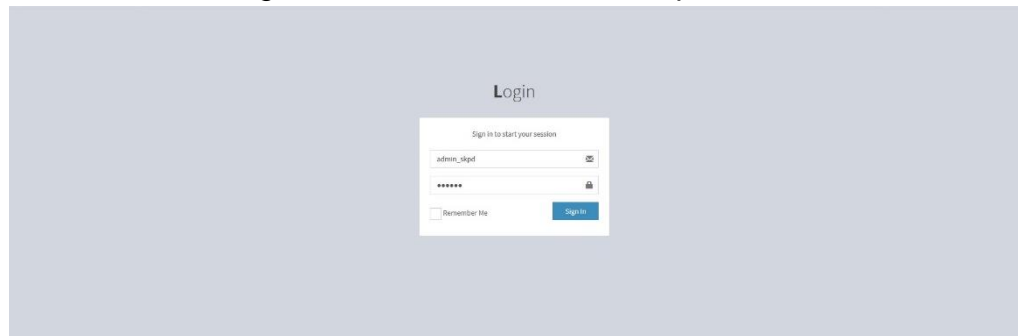 Login
Sign in to start your session
admin_skpd
••••••
Remember Me
Sign In